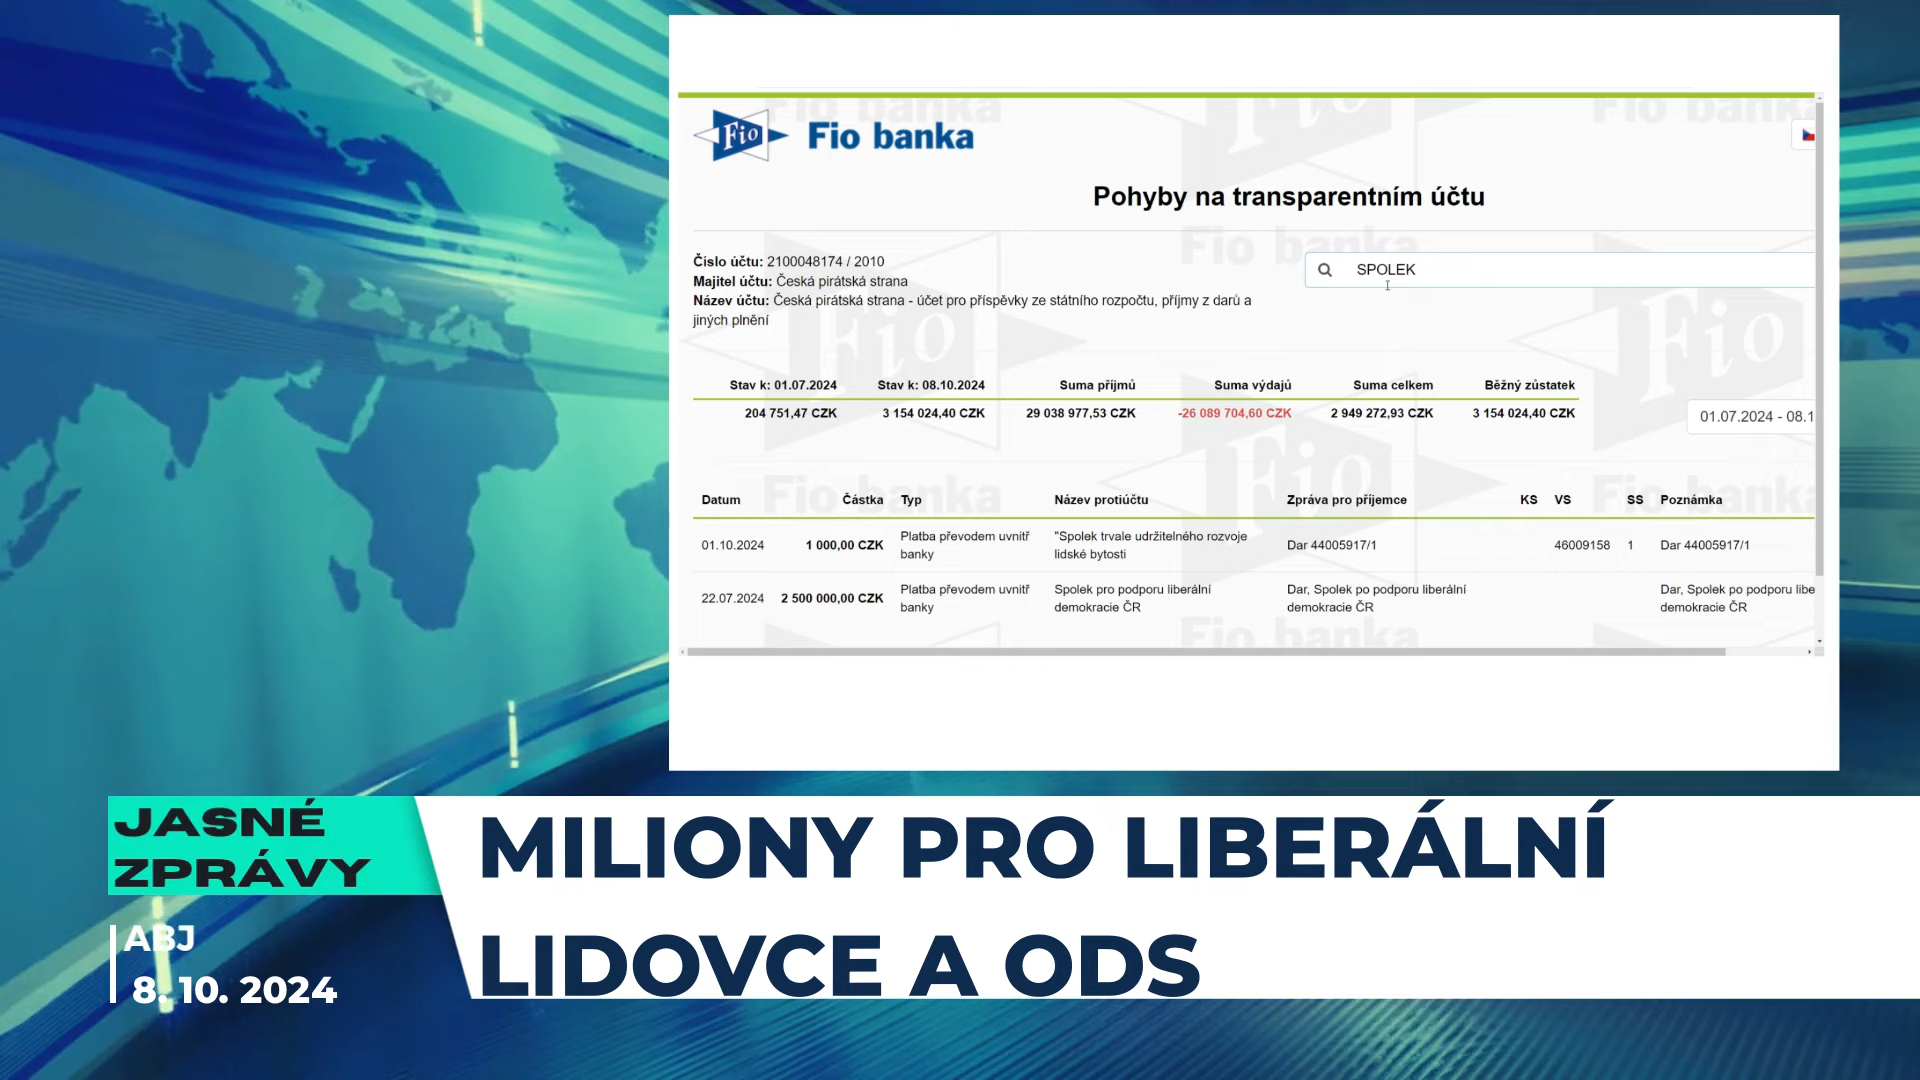 Fio Fio banka
Pohyby na transparentním účtu
Číslo účtu: 2100048174 / 2010
Majitel účtu: Česká pirátská strana
Název účtu: Česká pirátská strana - účet pro příspěvky ze státního rozpočtu, příjmy z darů a
jiných plnění
SPOLEK
Stav k: 01.07.2024 Stav k: 08.10.2024 Suma příjmů Suma výdajů Suma celkem Běžný zůstatek
204 751,47 CZK 3 154 024,40 CZK 29 038 977,53 CZK -26 089 704,60 CZK 2 949 272,93 CZK 3 154 024,40 CZK
01.07.2024 - 08.1
Datum Částka Typ Název protiúčtu Zpráva pro příjemce KS VS SS Poznámka
01.10.2024 1 000,00 CZK Platba převodem uvnitř "Spolek trvale udržitelného rozvoje Dar 44005917/1 46009158 1 Dar 44005917/1
banky lidské bytosti
22.07.2024 2 500 000,00 CZK Platba převodem uvnitř Spolek pro podporu liberální Dar, Spolek po podporu liberální Dar, Spolek po podporu libe
banky demokracie ČR demokracie ČR demokracie ČR
JASNÉ
ZPRÁVY
ABJ
8. 10. 2024
MILIONY PRO LIBERÁLNÍ
LIDOVCE A ODS